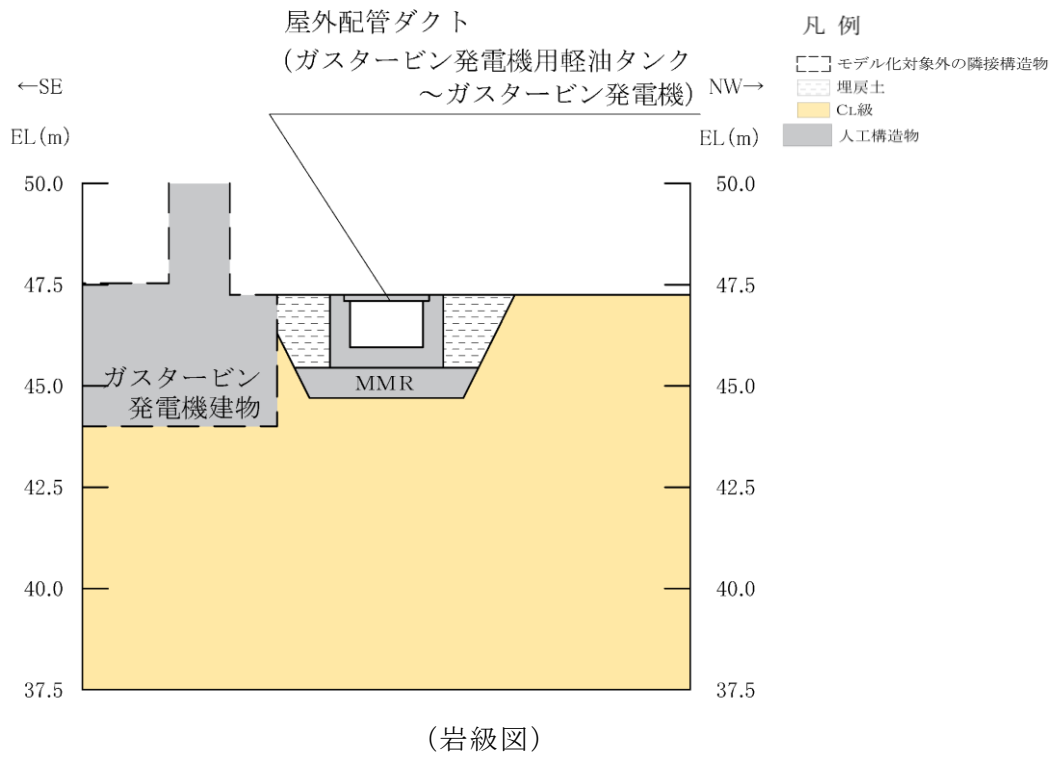 屋外配管ダクト
(ガスタービン発電機用軽油タンク
～ガスタービン発電機)
凡 例
モデル化対象外の隣接構造物
埋戻土
CL級
人工構造物
←SE
NW→
EL(m)
EL(m)
50.0
50.0
47.5
47.5
45.0
45.0
42.5
42.5
40.0
40.0
37.5
37.5
ガスタービン
発電機建物
MMR
(岩級図)